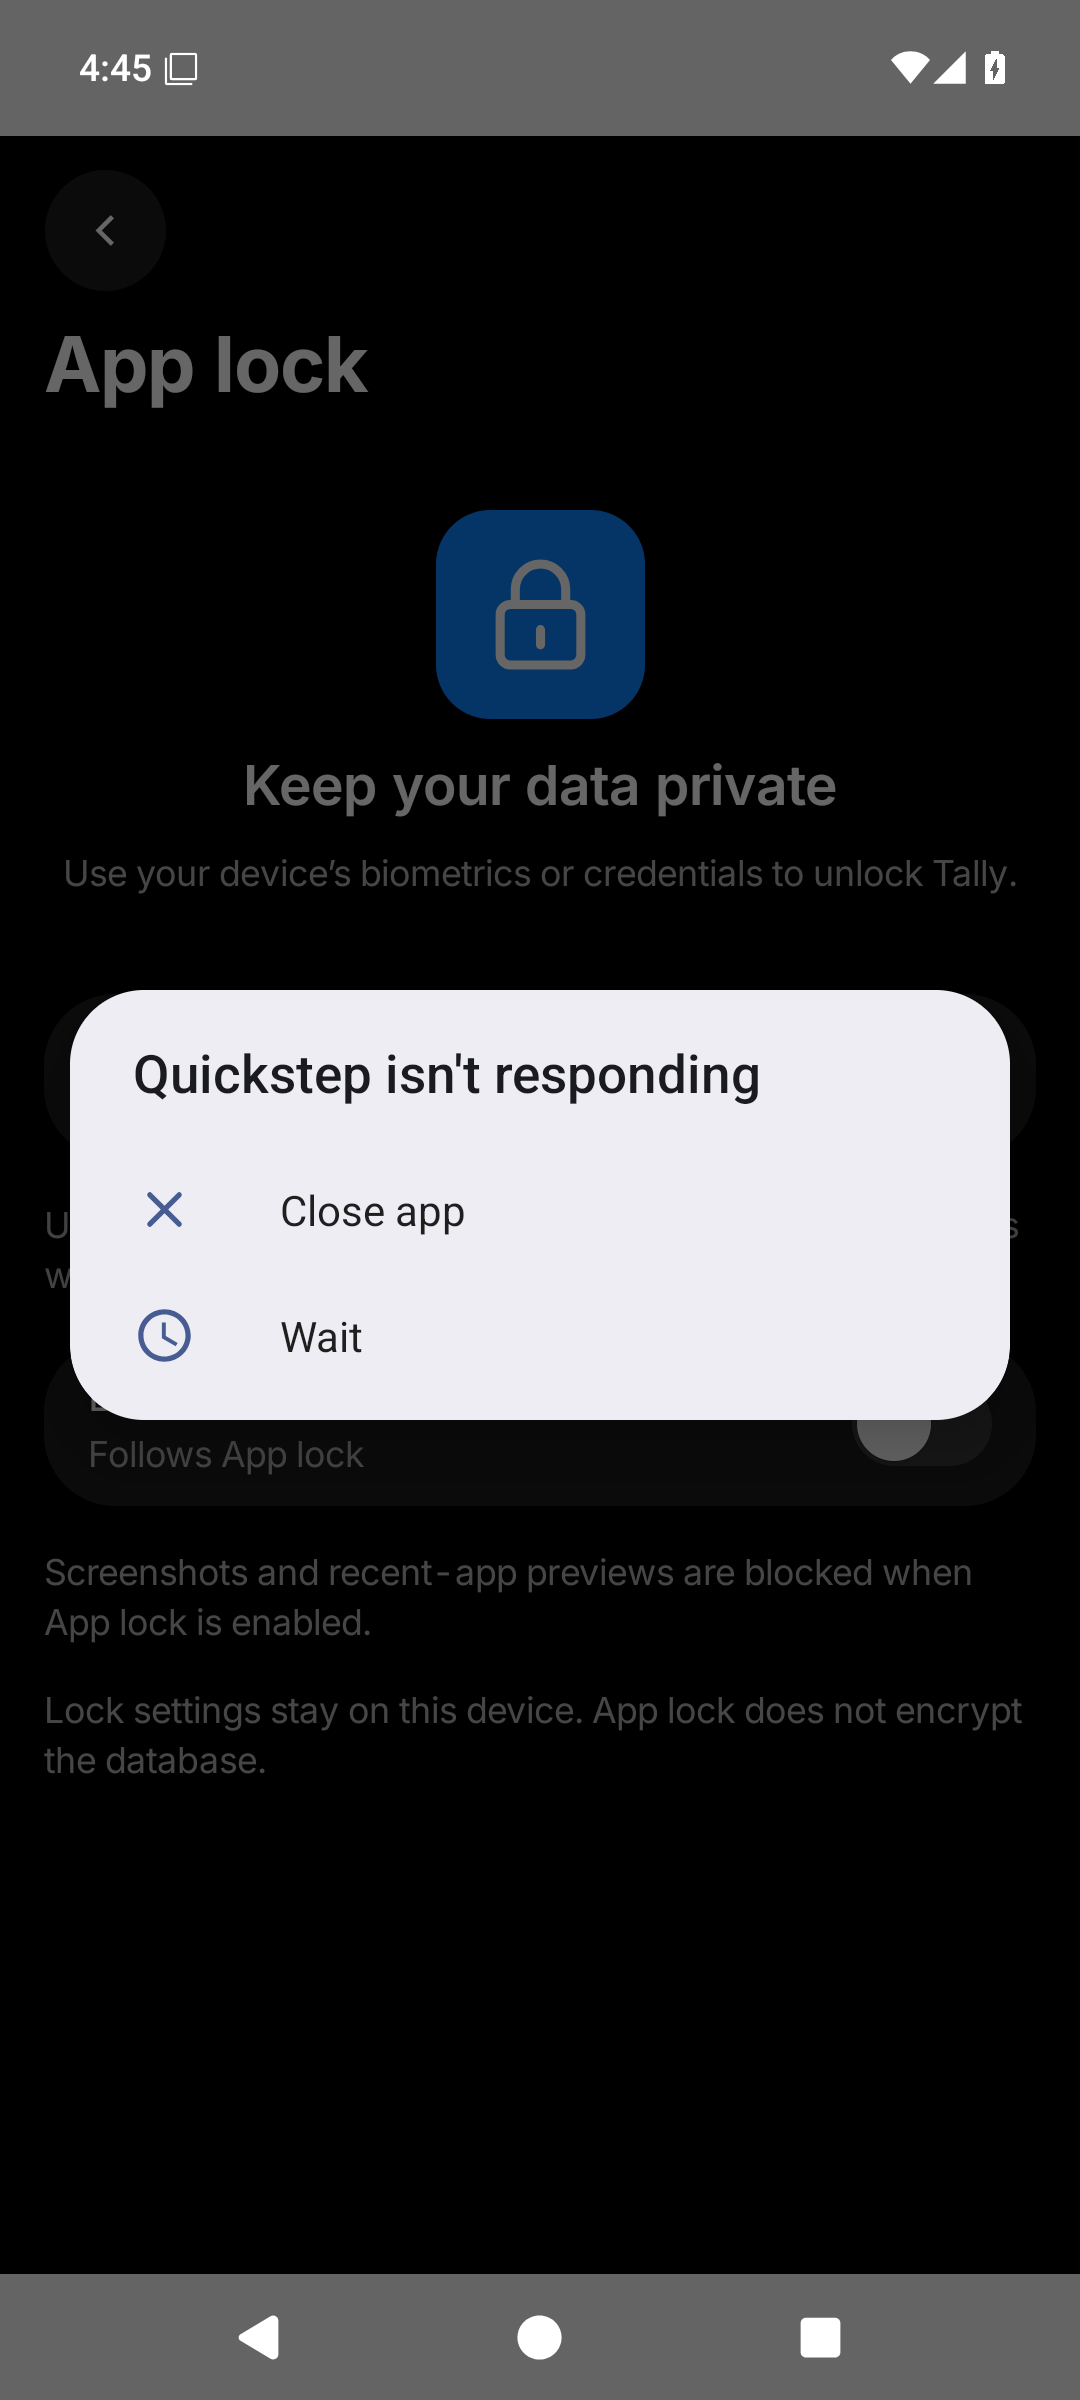 4:45
App lock
Keep your data private
Use your device’s biometrics or credentials to unlock Tally.
Quickstep isn't responding
Close app
Wait
Follows App lock
Screenshots and recent-app previews are blocked when
App lock is enabled.
Lock settings stay on this device. App lock does not encrypt
the database.